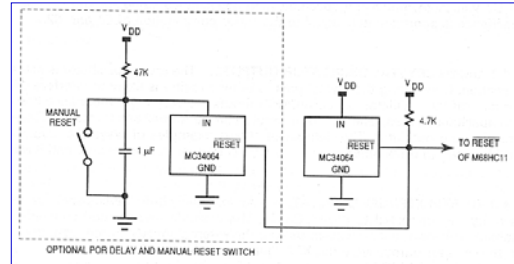 VDD
47K
MANUAL
RESET
1 µF
IN
RESET
MC34064
GND
VDD
IN
RESET
MC34064
GND
VDD
4.7K
TO RESET
OF M68HC11
OPTIONAL POR DELAY AND MANUAL RESET SWITCH